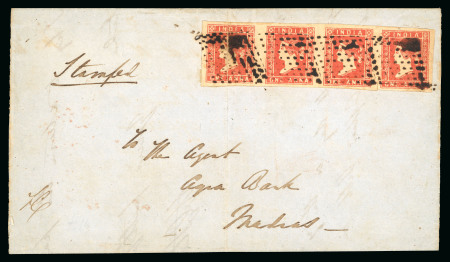 INDIA INDIA INDIA INDIA
Stamped
To The Agent
Agra Bank
Madras